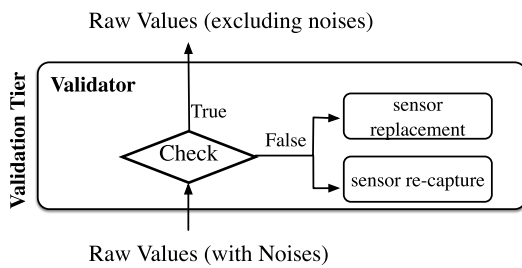 Raw Values (excluding noises)
Validation Tier
Validator
True
sensor
replacement
False
Check
sensor re-capture
Raw Values (with Noises)